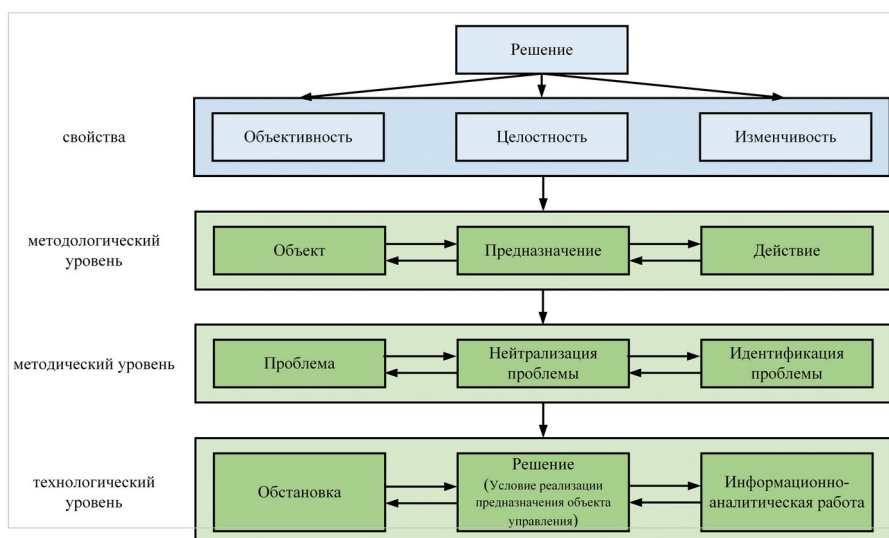 Решение
свойства
Объективность
Целостность
Изменчивость
методологический
уровень
Объект
Предназначение
Действие
методический уровень
Проблема
Нейтрализация
проблемы
Идентификация
проблемы
технологический
уровень
Обстановка
Решение
(Условие реализации
предназначения объекта
управления)
Информационно-
аналитическая работа